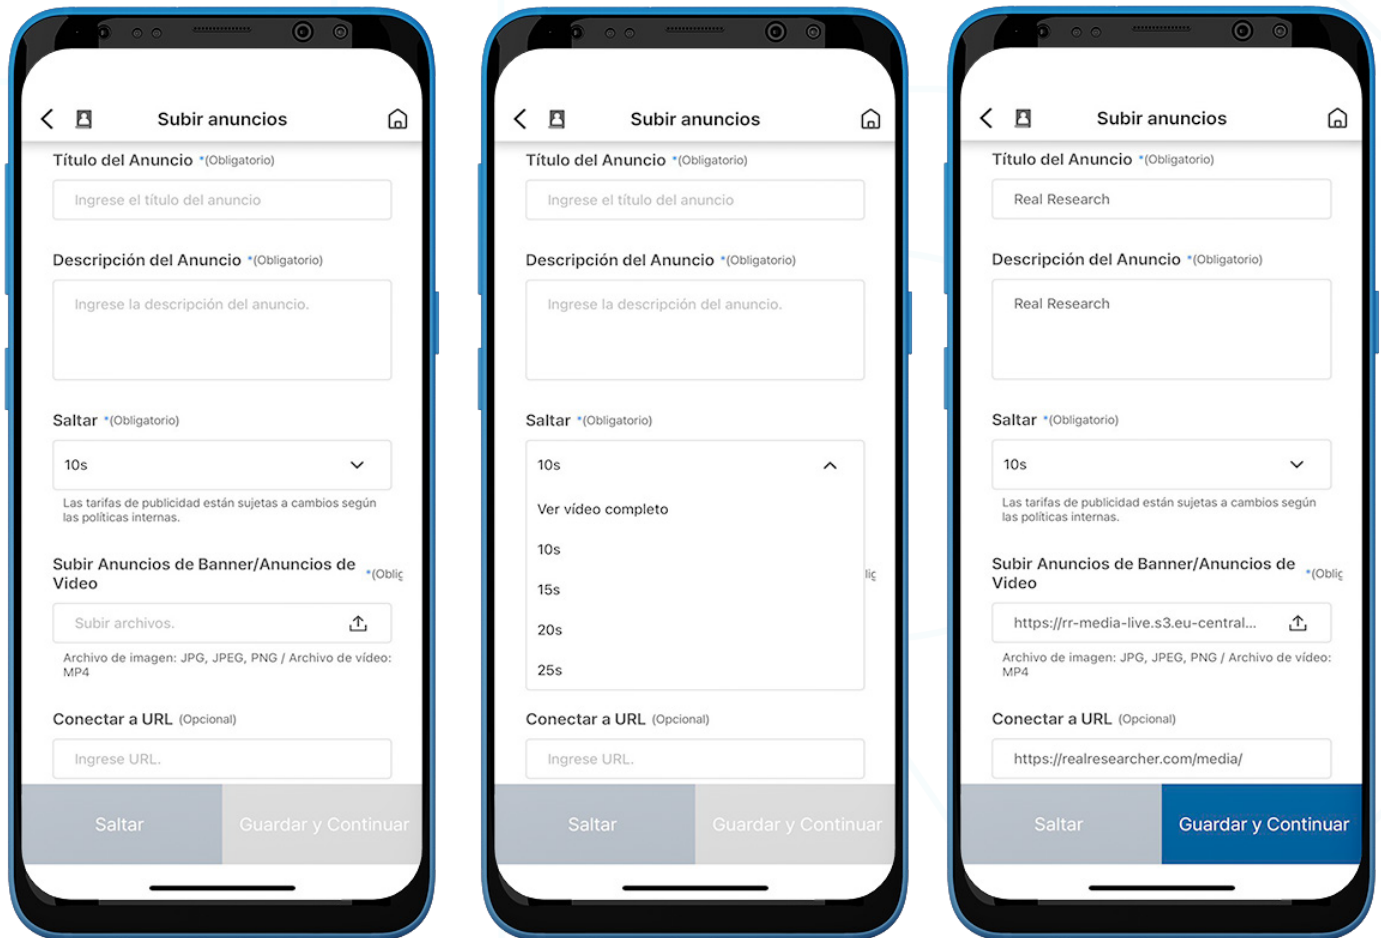 Subir anuncios
Título del Anuncio *(Obligatorio)
Ingrese el título del anuncio
Descripción del Anuncio *(Obligatorio)
Ingrese la descripción del anuncio.
Saltar *(Obligatorio)
10s
Las tarifas de publicidad están sujetas a cambios según
las políticas internas.
Subir Anuncios de Banner/Anuncios de
Video *(Oblig
Subir archivos.
Archivo de imagen: JPG, JPEG, PNG / Archivo de vídeo:
MP4
Conectar a URL (Opcional)
Ingrese URL.
Saltar
Guardar y Continuar
Subir anuncios
Título del Anuncio *(Obligatorio)
Ingrese el título del anuncio
Descripción del Anuncio *(Obligatorio)
Ingrese la descripción del anuncio.
Saltar *(Obligatorio)
10s
Ver vídeo completo
10s
15s
20s
25s
lig
Conectar a URL (Opcional)
Ingrese URL.
Saltar
Guardar y Continuar
Subir anuncios
Título del Anuncio *(Obligatorio)
Real Research
Descripción del Anuncio *(Obligatorio)
Real Research
Saltar *(Obligatorio)
10s
Las tarifas de publicidad están sujetas a cambios según
las políticas internas.
Subir Anuncios de Banner/Anuncios de
Video *(Oblig
https://rr-media-live.s3.eu-central...
Archivo de imagen: JPG, JPEG, PNG / Archivo de vídeo:
MP4
Conectar a URL (Opcional)
https://realresearcher.com/media/
Saltar
Guardar y Continuar